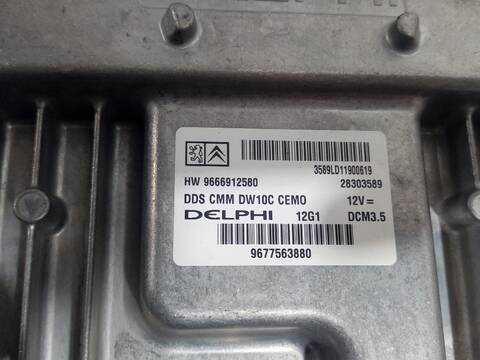 3589LD11900619
HW 9666912580 28303589
DDS CMM DW10C CEMO 12V=
DELPHI 12G1 DCM3.5
9677563880